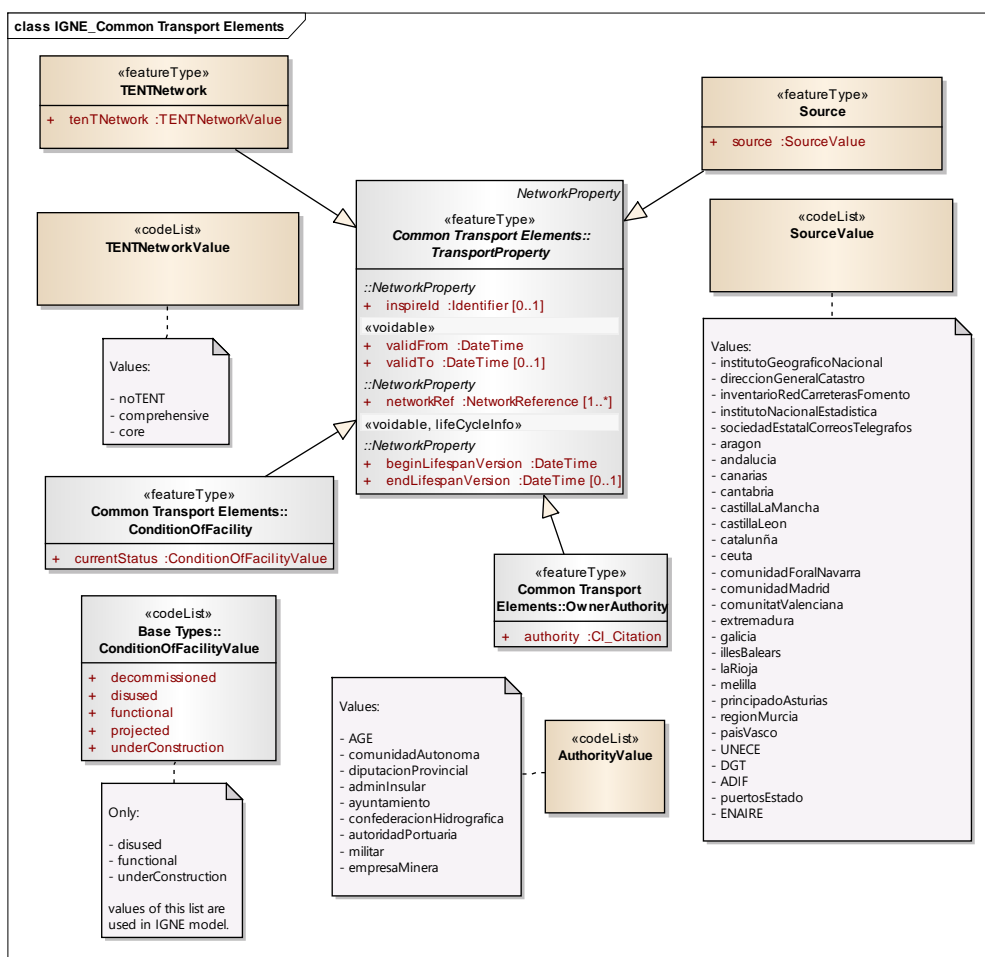 class IGNE_Common Transport Elements
«featureType»
TENTNetwork
+ tenTNetwork :TENTNetworkValue
«featureType»
Source
+ source :SourceValue
NetworkProperty
«featureType»
Common Transport Elements::
TransportProperty
::NetworkProperty
+ inspireId :Identifier [0..1]
«voidable»
+ validFrom :DateTime
+ validTo :DateTime [0..1]
::NetworkProperty
+ networkRef :NetworkReference [1..*]
«voidable, lifeCycleInfo»
::NetworkProperty
+ beginLifespanVersion :DateTime
+ endLifespanVersion :DateTime [0..1]
«codeList»
TENTNetworkValue
Values:
- noTENT
- comprehensive
- core
«codeList»
SourceValue
Values:
- institutoGeograficoNacional
- direccionGeneralCatastro
- inventarioRedCarreterasFomento
- institutoNacionalEstadistica
- sociedadEstatalCorreosTelegrafos
- aragon
- andalucia
- canarias
- cantabria
- castillaLaMancha
- castillaLeon
- catalunña
- ceuta
- comunidadForalNavarra
- comunidadMadrid
- comunitatValenciana
- extremadura
- galicia
- illesBalears
- laRioja
- melilla
- principadoAsturias
- regionMurcia
- paisVasco
- UNECE
- DGT
- ADIF
- puertosEstado
- ENAIRE
«featureType»
Common Transport Elements::
ConditionOfFacility
+ currentStatus :ConditionOfFacilityValue
«featureType»
Common Transport
Elements::OwnerAuthority
+ authority :CI_Citation
«codeList»
Base Types::
ConditionOfFacilityValue
+ decommissioned
+ disused
+ functional
+ projected
+ underConstruction
Only:
- disused
- functional
- underConstruction
values of this list are
used in IGNE model.
Values:
- AGE
- comunidadAutonoma
- diputacionProvincial
- adminInsular
- ayuntamiento
- confederacionHidrografica
- autoridadPortuaria
- militar
- empresaMinera
«codeList»
AuthorityValue